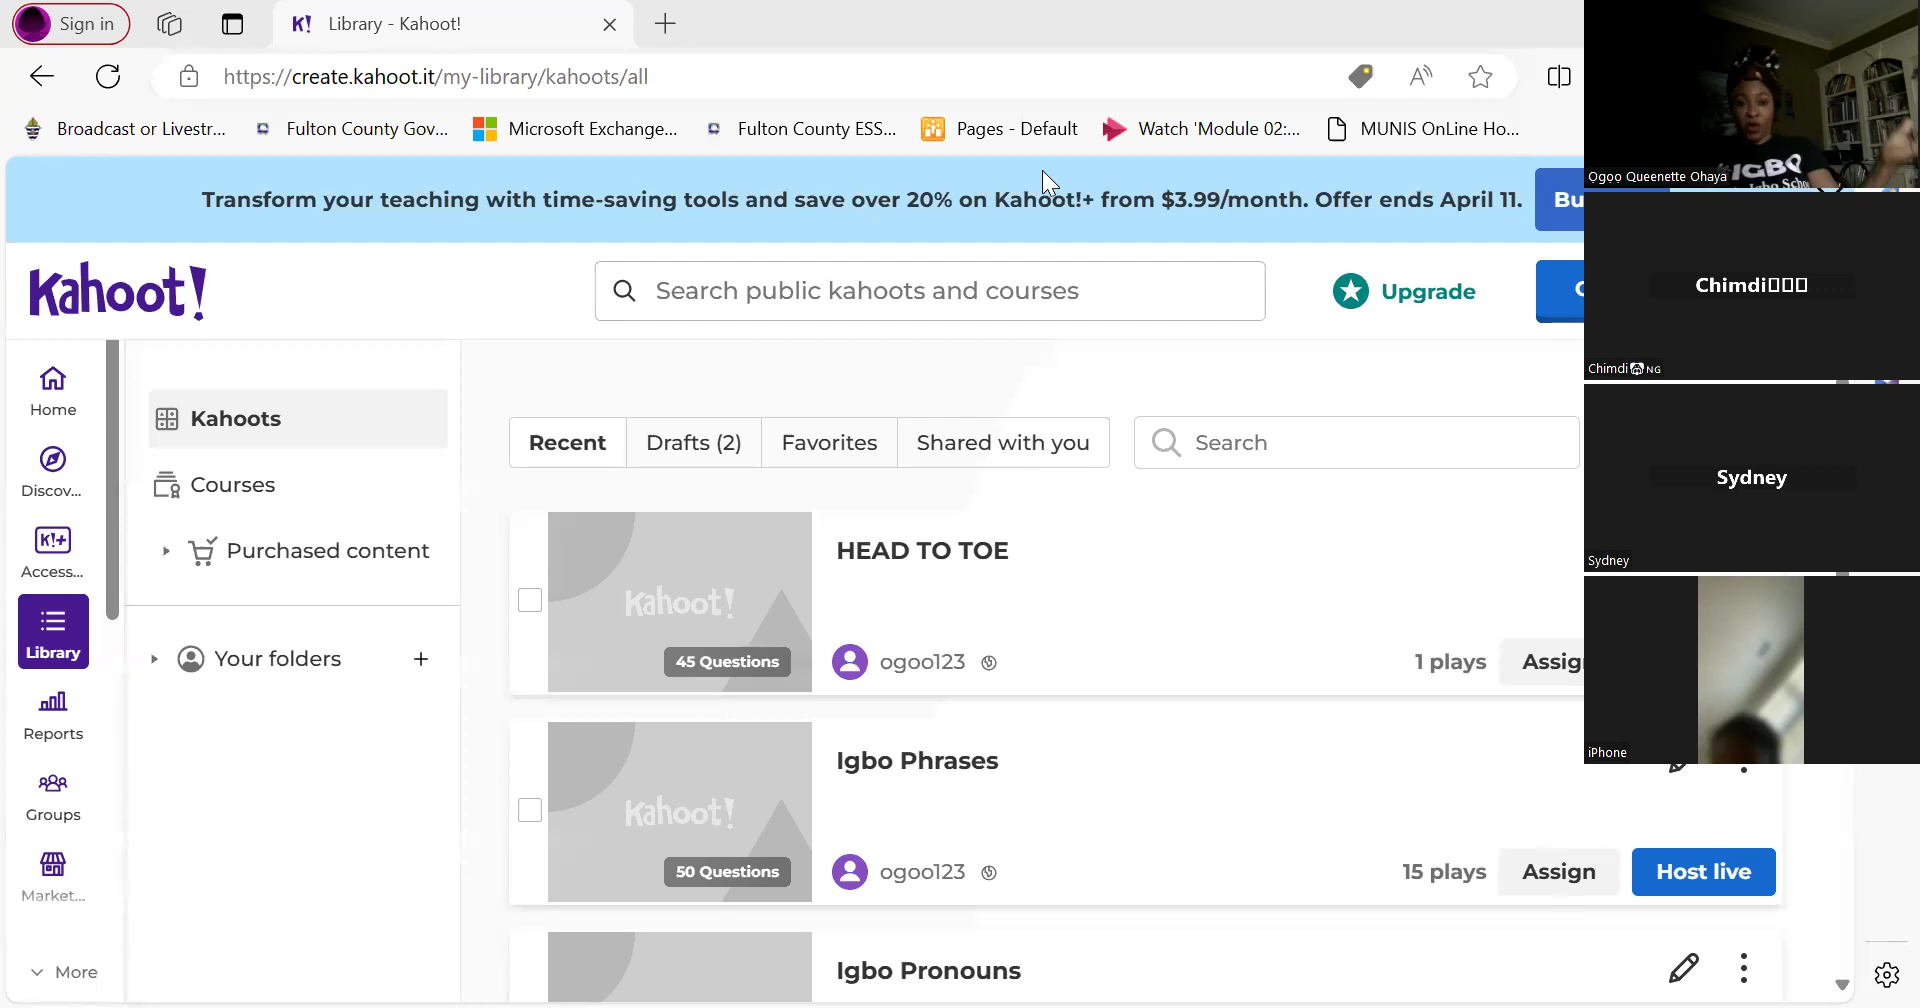 Sign in
Library - Kahoot!
https://create.kahoot.it/my-library/kahoots/all
Broadcast or Livestr...
Fulton County Gov...
Microsoft Exchange...
Fulton County ESS...
Pages - Default
Watch 'Module 02:...
MUNIS OnLine Ho...
Transform your teaching with time-saving tools and save over 20% on Kahoot!+ from $3.99/month. Offer ends April 11.
Bu
Kahoot!
Search public kahoots and courses
Upgrade
Home
Discov...
K!+
Access...
Library
Reports
Groups
Market...
More
Kahoots
Courses
Purchased content
Your folders
Recent
Drafts (2)
Favorites
Shared with you
Search
Kahoot!
45 Questions
HEAD TO TOE
ogoo123
1 plays
Assig
Kahoot!
50 Questions
Igbo Phrases
ogoo123
15 plays
Assign
Host live
Igbo Pronouns
IGBO
Ọgọọ Queenette Ohaya
Chimdi
Chimdi NG
Sydney
Sydney
iPhone